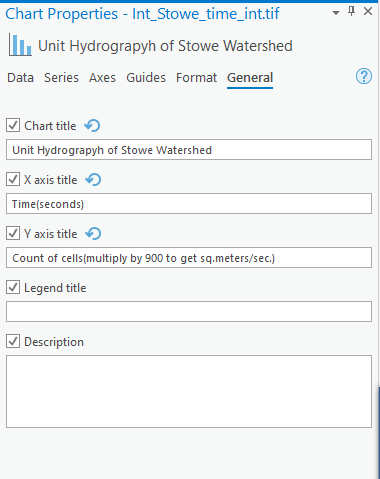 Chart Properties - Int_Stowe_time_int.tif
Unit Hydrograpyh of Stowe Watershed
Data Series Axes Guides Format General ?
Chart title
Unit Hydrograpyh of Stowe Watershed
X axis title
Time(seconds)
Y axis title
Count of cells(multiply by 900 to get sq.meters/sec.)
Legend title
Description